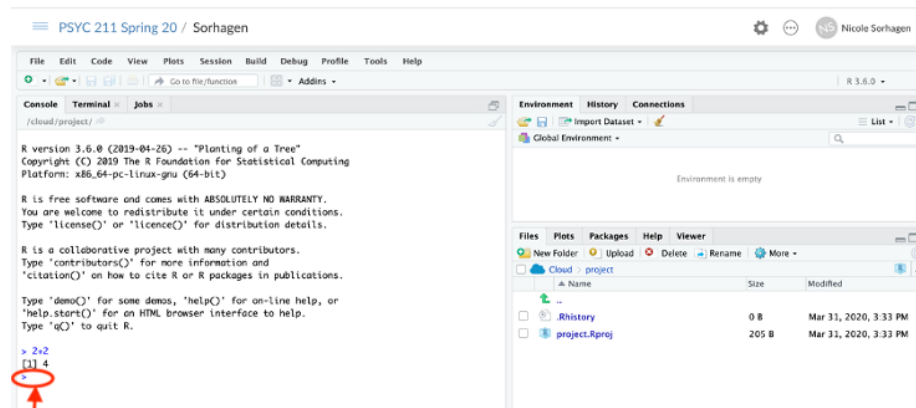 PSYC 211 Spring 20 / Sorhagen
NS Nicole Sorhagen
File Edit Code View Plots Session Build Debug Profile Tools Help
Go to file/function Addins R 3.6.0
Console Terminal Jobs
/cloud/project/
R version 3.6.0 (2019-04-26) -- "Planting of a Tree"
Copyright (C) 2019 The R Foundation for Statistical Computing
Platform: x86_64-pc-linux-gnu (64-bit)
R is free software and comes with ABSOLUTELY NO WARRANTY.
You are welcome to redistribute it under certain conditions.
Type 'license()' or 'licence()' for distribution details.
R is a collaborative project with many contributors.
Type 'contributors()' for more information and
'citation()' on how to cite R or R packages in publications.
Type 'demo()' for some demos, 'help()' for on-line help, or
'help.start()' for an HTML browser interface to help.
Type 'q()' to quit R.
> 2+2
[1] 4
>
Environment History Connections
Import Dataset List
Global Environment
Environment is empty
Files Plots Packages Help Viewer
New Folder Upload Delete Rename More
Cloud > project
Name Size Modified
..
.Rhistory 0 B Mar 31, 2020, 3:33 PM
project.Rproj 205 B Mar 31, 2020, 3:33 PM